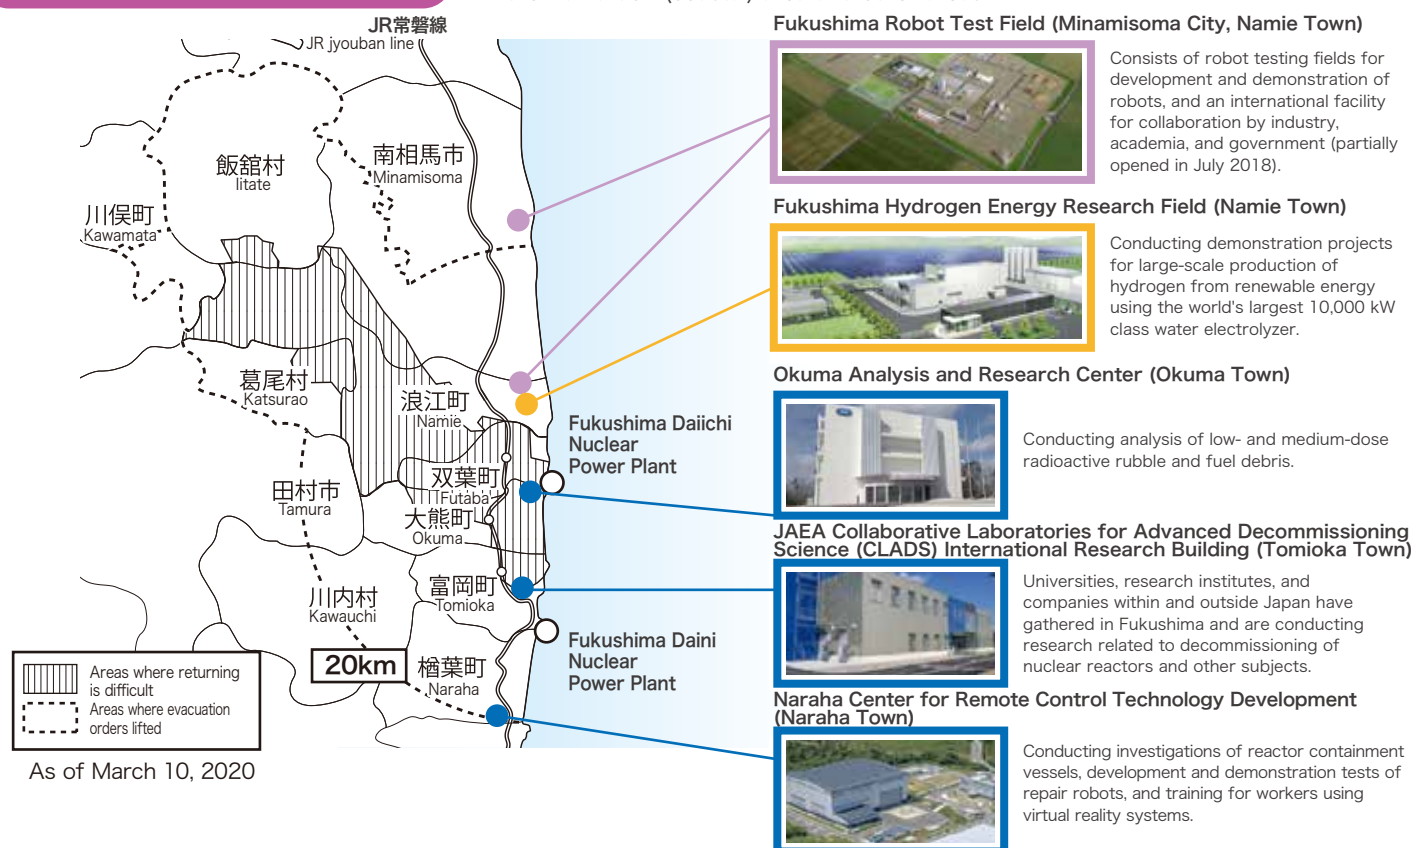 JR常磐線
JR jyouban line
飯舘村
Iitate
南相馬市
Minamisoma
川俣町
Kawamata
葛尾村
Katsurao
浪江町
Namie
双葉町
Futaba
田村市
Tamura
大熊町
Okuma
富岡町
Tomioka
川内村
Kawauchi
20km
楢葉町
Naraha
Fukushima Daiichi
Nuclear
Power Plant
Fukushima Daini
Nuclear
Power Plant
Areas where returning
is difficult
Areas where evacuation
orders lifted
As of March 10, 2020
Fukushima Robot Test Field (Minamisoma City, Namie Town)
Consists of robot testing fields for
development and demonstration of
robots, and an international facility
for collaboration by industry,
academia, and government (partially
opened in July 2018).
Fukushima Hydrogen Energy Research Field (Namie Town)
Conducting demonstration projects
for large-scale production of
hydrogen from renewable energy
using the world's largest 10,000 kW
class water electrolyzer.
Okuma Analysis and Research Center (Okuma Town)
Conducting analysis of low- and medium-dose
radioactive rubble and fuel debris.
JAEA Collaborative Laboratories for Advanced Decommissioning
Science (CLADS) International Research Building (Tomioka Town)
Universities, research institutes, and
companies within and outside Japan have
gathered in Fukushima and are conducting
research related to decommissioning of
nuclear reactors and other subjects.
Naraha Center for Remote Control Technology Development
(Naraha Town)
Conducting investigations of reactor containment
vessels, development and demonstration tests of
repair robots, and training for workers using
virtual reality systems.